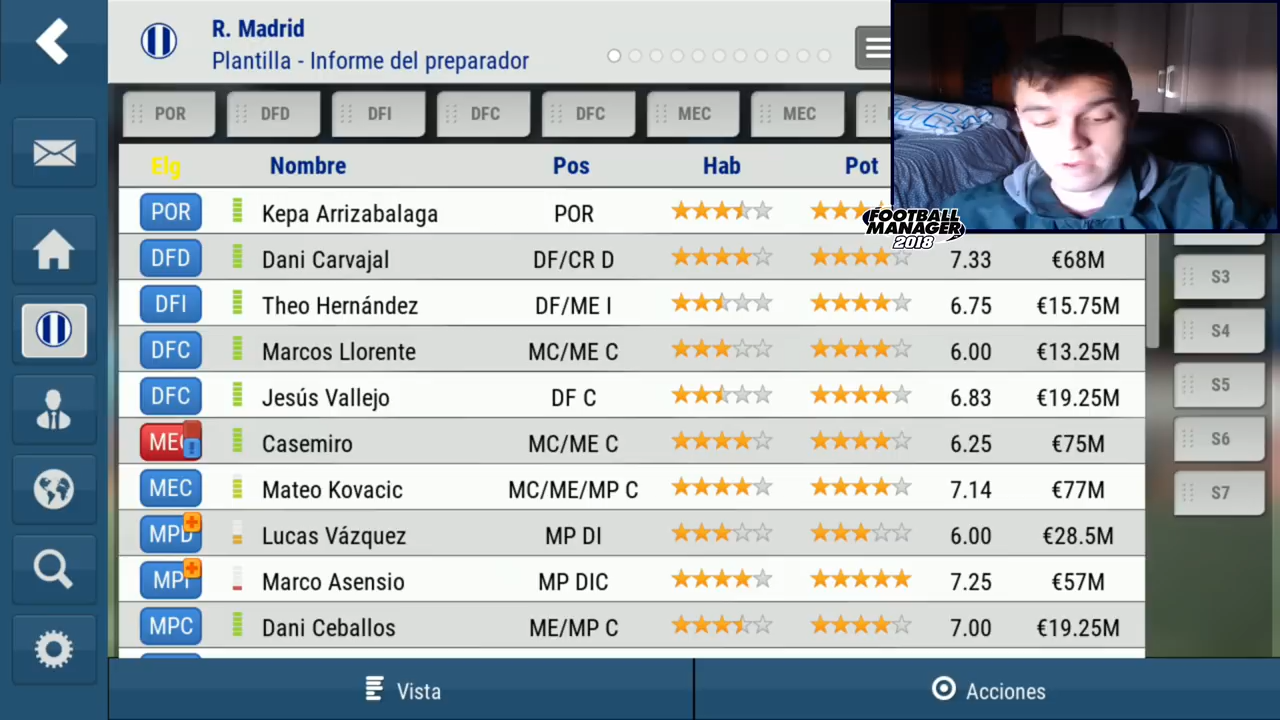 R. Madrid
Plantilla - Informe del preparador
POR DFD DFI DFC DFC MEC MEC
Elg Nombre Pos Hab Pot
POR Kepa Arrizabalaga POR
FOOTBALL
MANAGER
2018
DFD Dani Carvajal DF/CR D 7.33 €68M
S3
DFI Theo Hernández DF/ME I 6.75 €15.75M
S4
DFC Marcos Llorente MC/ME C 6.00 €13.25M
S5
DFC Jesús Vallejo DF C 6.83 €19.25M
MEC Casemiro MC/ME C 6.25 €75M
S6
MEC Mateo Kovacic MC/ME/MP C 7.14 €77M
S7
MPD Lucas Vázquez MP DI 6.00 €28.5M
MPI Marco Asensio MP DIC 7.25 €57M
MPC Dani Ceballos ME/MP C 7.00 €19.25M
Vista Acciones